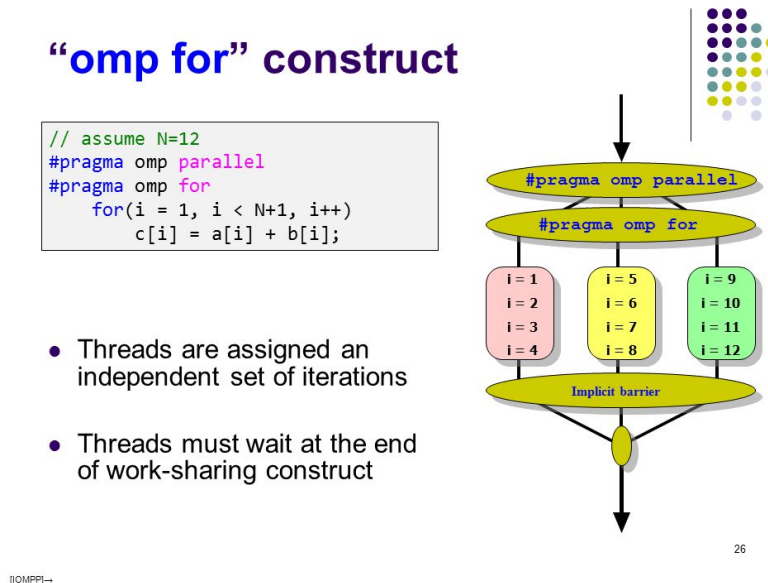 “omp for” construct
// assume N=12
#pragma omp parallel
#pragma omp for
for(i = 1, i < N+1, i++)
c[i] = a[i] + b[i];
Threads are assigned an
independent set of iterations
Threads must wait at the end
of work-sharing construct
#pragma omp parallel
#pragma omp for
i = 1
i = 2
i = 3
i = 4
i = 5
i = 6
i = 7
i = 8
i = 9
i = 10
i = 11
i = 12
Implicit barrier
26
[IOMPP]→